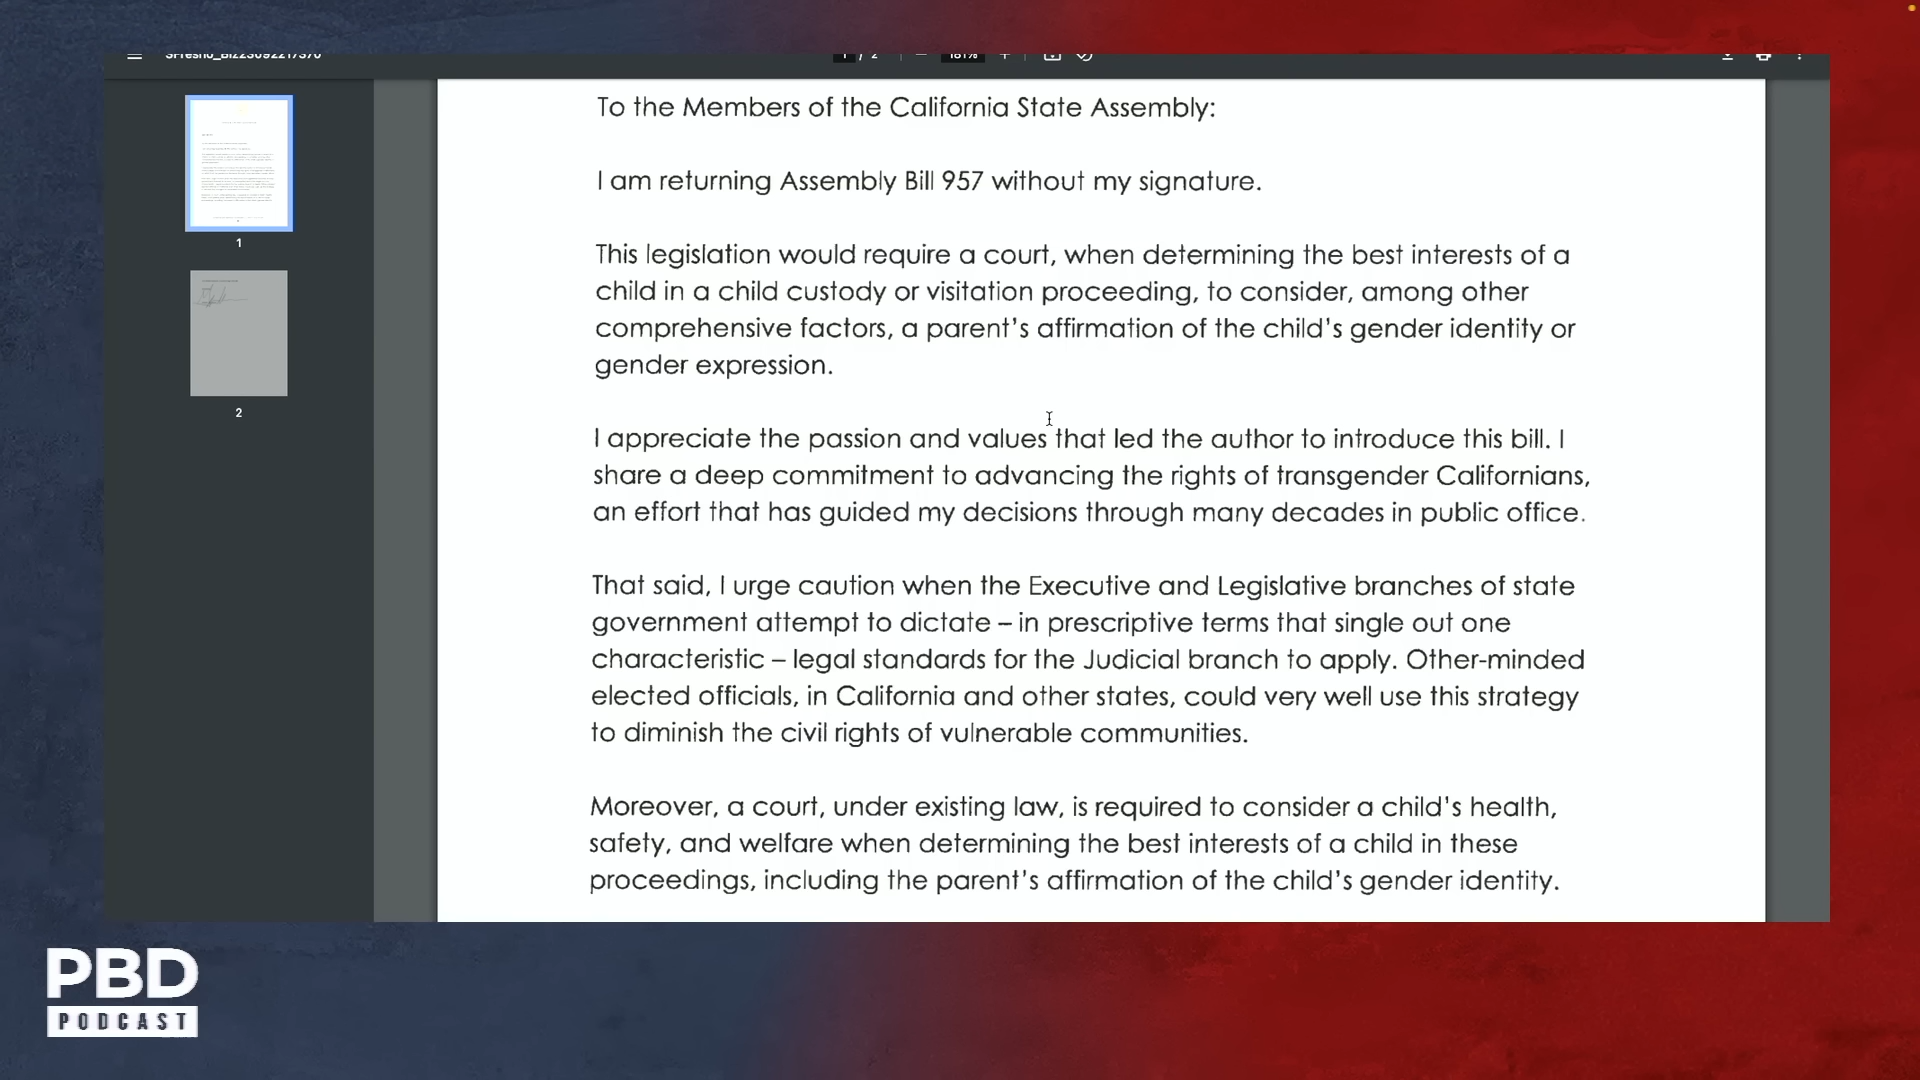 1 / 2
To the Members of the California State Assembly:
I am returning Assembly Bill 957 without my signature.
This legislation would require a court, when determining the best interests of a
child in a child custody or visitation proceeding, to consider, among other
comprehensive factors, a parent's affirmation of the child's gender identity or
gender expression.
I appreciate the passion and values that led the author to introduce this bill. I
share a deep commitment to advancing the rights of transgender Californians,
an effort that has guided my decisions through many decades in public office.
That said, I urge caution when the Executive and Legislative branches of state
government attempt to dictate – in prescriptive terms that single out one
characteristic – legal standards for the Judicial branch to apply. Other-minded
elected officials, in California and other states, could very well use this strategy
to diminish the civil rights of vulnerable communities.
Moreover, a court, under existing law, is required to consider a child's health,
safety, and welfare when determining the best interests of a child in these
proceedings, including the parent's affirmation of the child's gender identity.
1
2
PBD
PODCAST